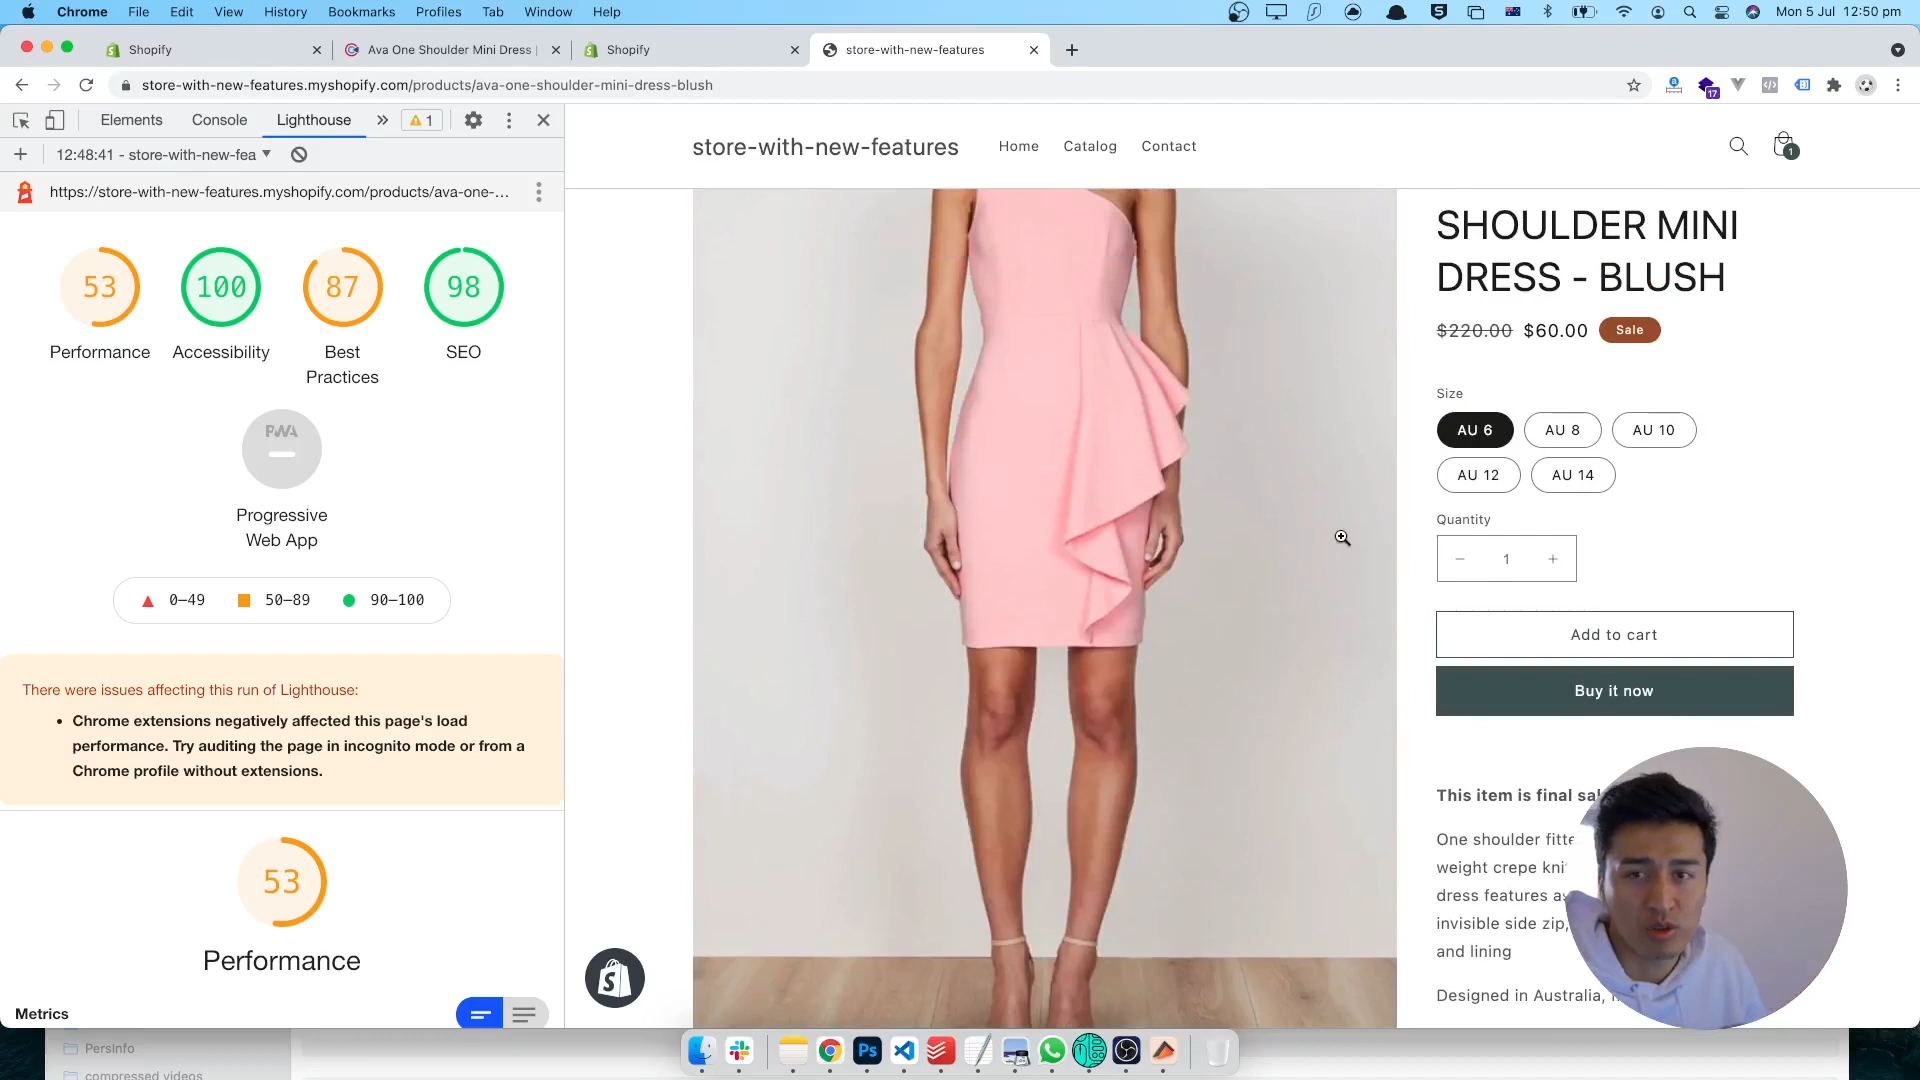 Chrome File Edit View History Bookmarks Profiles Tab Window Help Mon 5 Jul 12:50 pm
Shopify Ava One Shoulder Mini Dress | Shopify store-with-new-features
store-with-new-features.myshopify.com/products/ava-one-shoulder-mini-dress-blush 17
Elements Console Lighthouse » 1
12:48:41 - store-with-new-fea
https://store-with-new-features.myshopify.com/products/ava-one-...
53 100 87 98
Performance Accessibility Best Practices SEO
PWA
Progressive
Web App
0–49 50–89 90–100
There were issues affecting this run of Lighthouse:
• Chrome extensions negatively affected this page's load
performance. Try auditing the page in incognito mode or from a
Chrome profile without extensions.
53
Performance
Metrics
PersInfo
compressed videos
store-with-new-features Home Catalog Contact 1
SHOULDER MINI
DRESS - BLUSH
$220.00 $60.00 Sale
Size
AU 6 AU 8 AU 10
AU 12 AU 14
Quantity
− 1 +
Add to cart
Buy it now
This item is final
One shoulder
weight crepe
dress features
invisible side zip,
and lining
Designed in Australia,
Ps